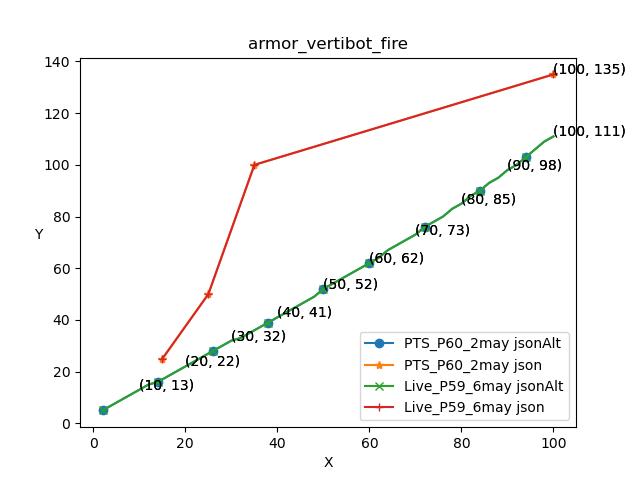 armor_vertibot_fire
140
120
100
80
60
40
20
0
Y
(100, 135)
(100, 111)
(90, 98)
(80, 85)
(70, 73)
(60, 62)
(50, 52)
(40, 41)
(30, 32)
(20, 22)
(10, 13)
PTS_P60_2may jsonAlt
PTS_P60_2may json
Live_P59_6may jsonAlt
Live_P59_6may json
0 20 40 60 80 100
X